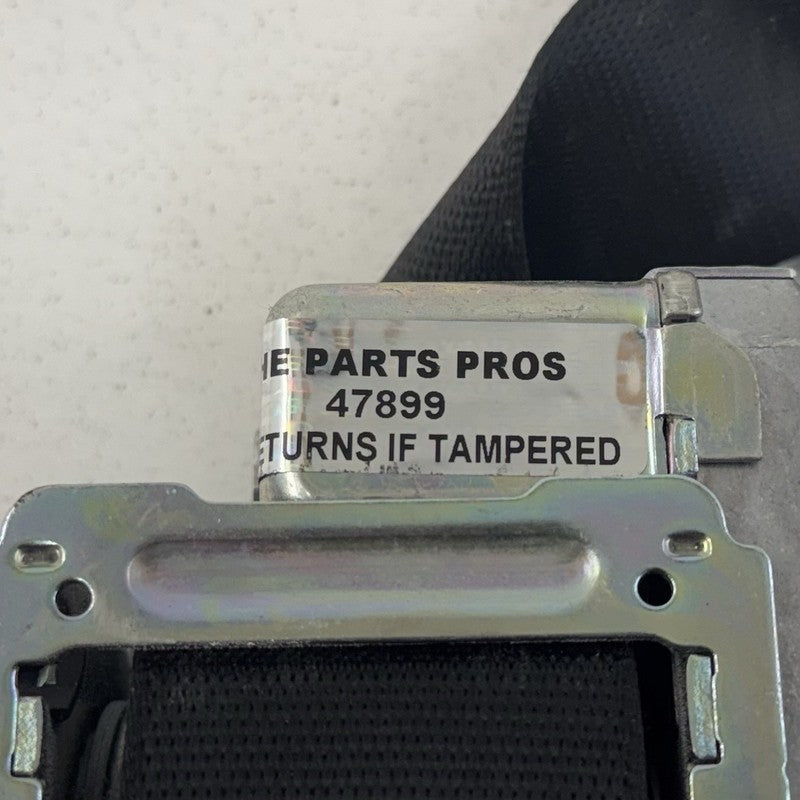 HE PARTS PROS
47899
ETURNS IF TAMPERED